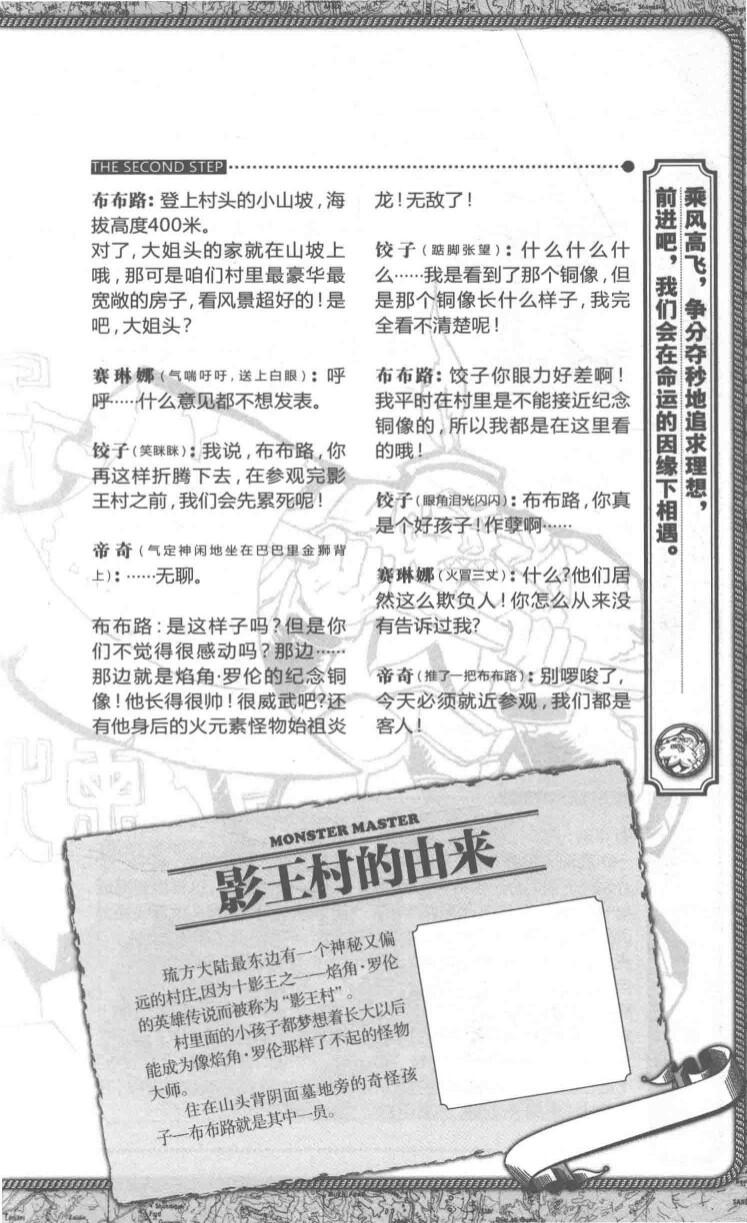 THE SECOND STEP
布布路：登上村头的小山坡，海
拔高度400米。
对了，大姐头的家就在山坡上
哦，那可是咱们村里最豪华最
宽敞的房子，看风景超好的！是
吧，大姐头？
赛琳娜（气喘吁吁，送上白眼）：呼
呼……什么意见都不想发表。
饺子（笑眯眯）：我说，布布路，你
再这样折腾下去，在参观完影
王村之前，我们会先累死呢！
帝奇（气定神闲地坐在巴巴里金狮背
上）：……无聊。
布布路：是这样子吗？但是你
们不觉得很感动吗？那边……
那边就是焰角·罗伦的纪念铜
像！他长得很帅！很威武吧？还
有他身后的火元素怪物始祖炎
龙！无敌了！
饺子（踮脚张望）：什么什么什
么……我是看到了那个铜像，但
是那个铜像长什么样子，我完
全看不清楚呢！
布布路：饺子你眼力好差啊！
我平时在村里是不能接近纪念
铜像的，所以我都是在这里看
的哦！
饺子（眼角泪光闪闪）：布布路，你真
是个好孩子！作孽啊……
赛琳娜（火冒三丈）：什么？他们居
然这么欺负人！你怎么从来没
有告诉过我？
帝奇（推了一把布布路）：别啰唆了，
今天必须就近参观，我们都是
客人！
乘风高飞，争分夺秒地追求理想，
前进吧，我们会在命运的因缘下相遇。
MONSTER MASTER
影王村的由来
琉方大陆最东边有一个神秘又偏
远的村庄，因为十影王之一——焰角·罗伦
的英雄传说而被称为“影王村”。
村里面的小孩子都梦想着长大以后
能成为像焰角·罗伦那样了不起的怪物
大师。
住在山头背阴面墓地旁的奇怪孩
子—布布路就是其中一员。